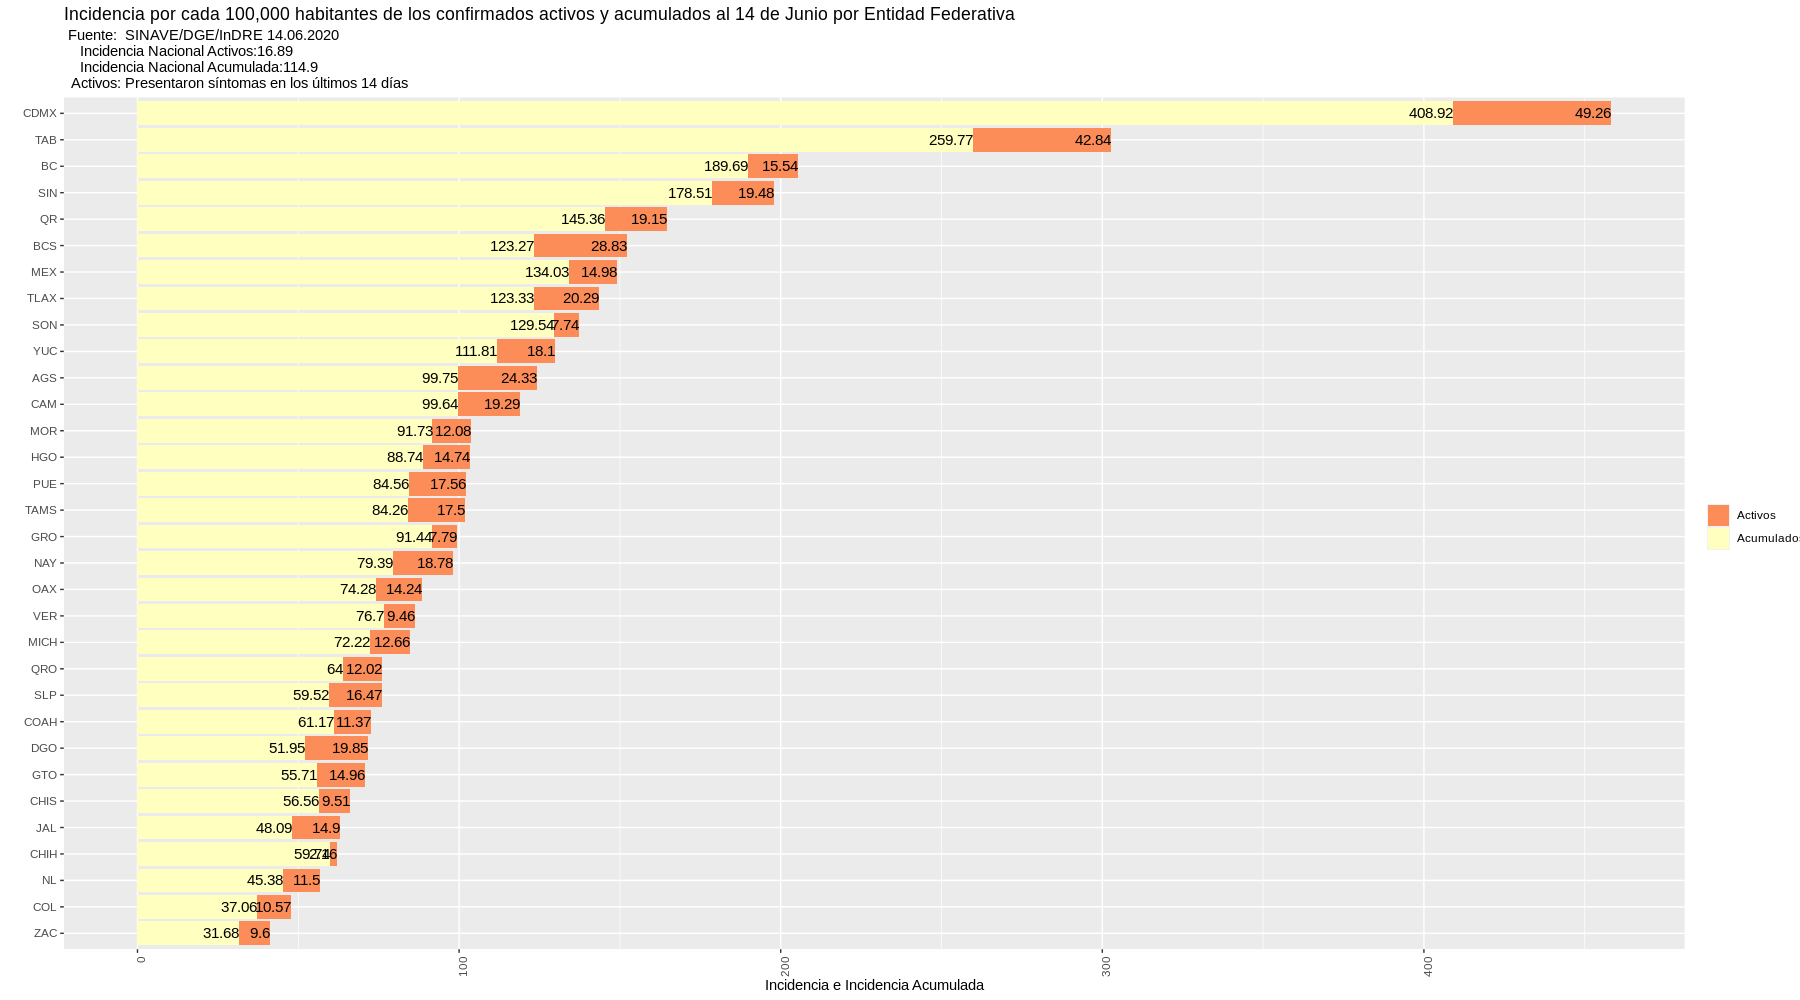 Incidencia por cada 100,000 habitantes de los confirmados activos y acumulados al 14 de Junio por Entidad Federativa
Fuente: SINAVE/DGE/InDRE 14.06.2020
Incidencia Nacional Activos:16.89
Incidencia Nacional Acumulada:114.9
Activos: Presentaron síntomas en los últimos 14 días
CDMX 408.92 49.26
TAB 259.77 42.84
BC 189.69 15.54
SIN 178.51 19.48
QR 145.36 19.15
BCS 123.27 28.83
MEX 134.03 14.98
TLAX 123.33 20.29
SON 129.54 7.74
YUC 111.81 18.1
AGS 99.75 24.33
CAM 99.64 19.29
MOR 91.73 12.08
HGO 88.74 14.74
PUE 84.56 17.56
TAMS 84.26 17.5
GRO 91.44 7.79
NAY 79.39 18.78
OAX 74.28 14.24
VER 76.7 9.46
MICH 72.22 12.66
QRO 64 12.02
SLP 59.52 16.47
COAH 61.17 11.37
DGO 51.95 19.85
GTO 55.71 14.96
CHIS 56.56 9.51
JAL 48.09 14.9
CHIH
NL 45.38 11.5
COL 37.06 10.57
ZAC 31.68 9.6
0 100 200 300 400
Incidencia e Incidencia Acumulada
Activos
Acumulados